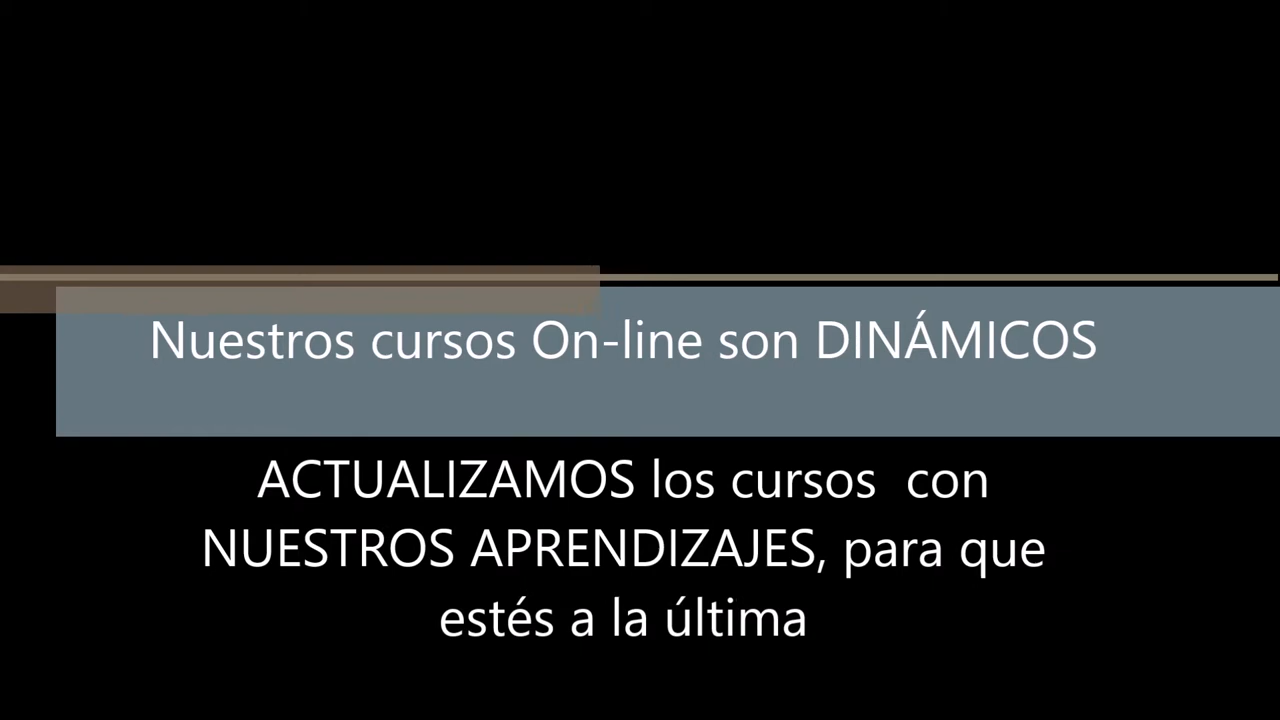 Nuestros cursos On-line son DINÁMICOS
ACTUALIZAMOS los cursos  con
NUESTROS APRENDIZAJES, para que
estés a la última